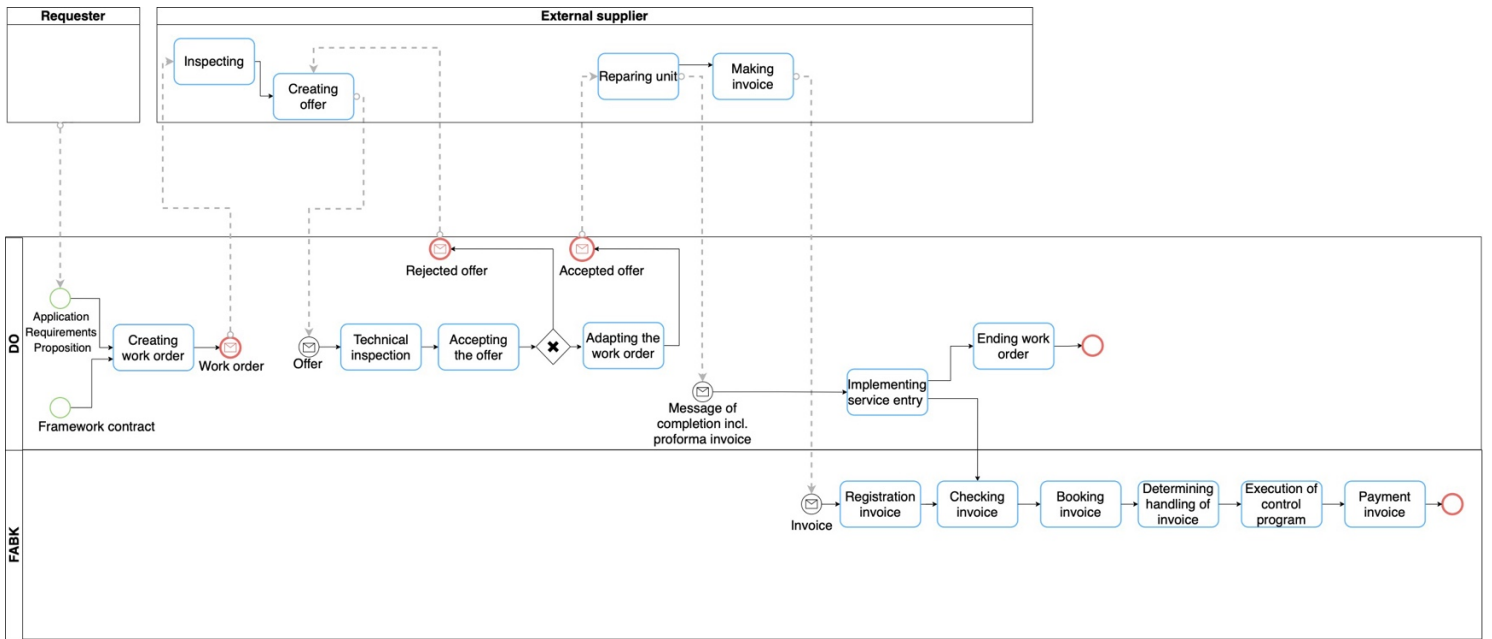 Requester
External supplier
Inspecting
Creating
offer
Reparing unit
Making
invoice
DO
Rejected offer
Accepted offer
Application
Requirements
Proposition
Creating
work order
Work order
Framework contract
Offer
Technical
inspection
Accepting
the offer
Adapting the
work order
Message of
completion incl.
proforma invoice
Implementing
service entry
Ending work
order
FABK
Invoice
Registration
invoice
Checking
invoice
Booking
invoice
Determining
handling of
invoice
Execution of
control
program
Payment
invoice